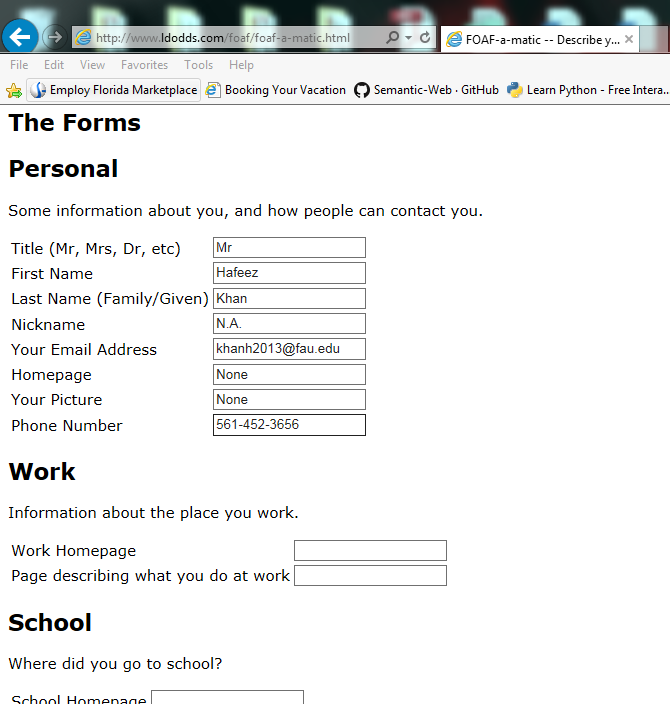 http://www.ldodds.com/foaf/foaf-a-matic.html
FOAF-a-matic -- Describe y...
File Edit View Favorites Tools Help
Employ Florida Marketplace Booking Your Vacation Semantic-Web · GitHub Learn Python - Free Intera...
The Forms
Personal
Some information about you, and how people can contact you.
Title (Mr, Mrs, Dr, etc) Mr
First Name Hafeez
Last Name (Family/Given) Khan
Nickname N.A.
Your Email Address khanh2013@fau.edu
Homepage None
Your Picture None
Phone Number 561-452-3656
Work
Information about the place you work.
Work Homepage
Page describing what you do at work
School
Where did you go to school?
School Homepage